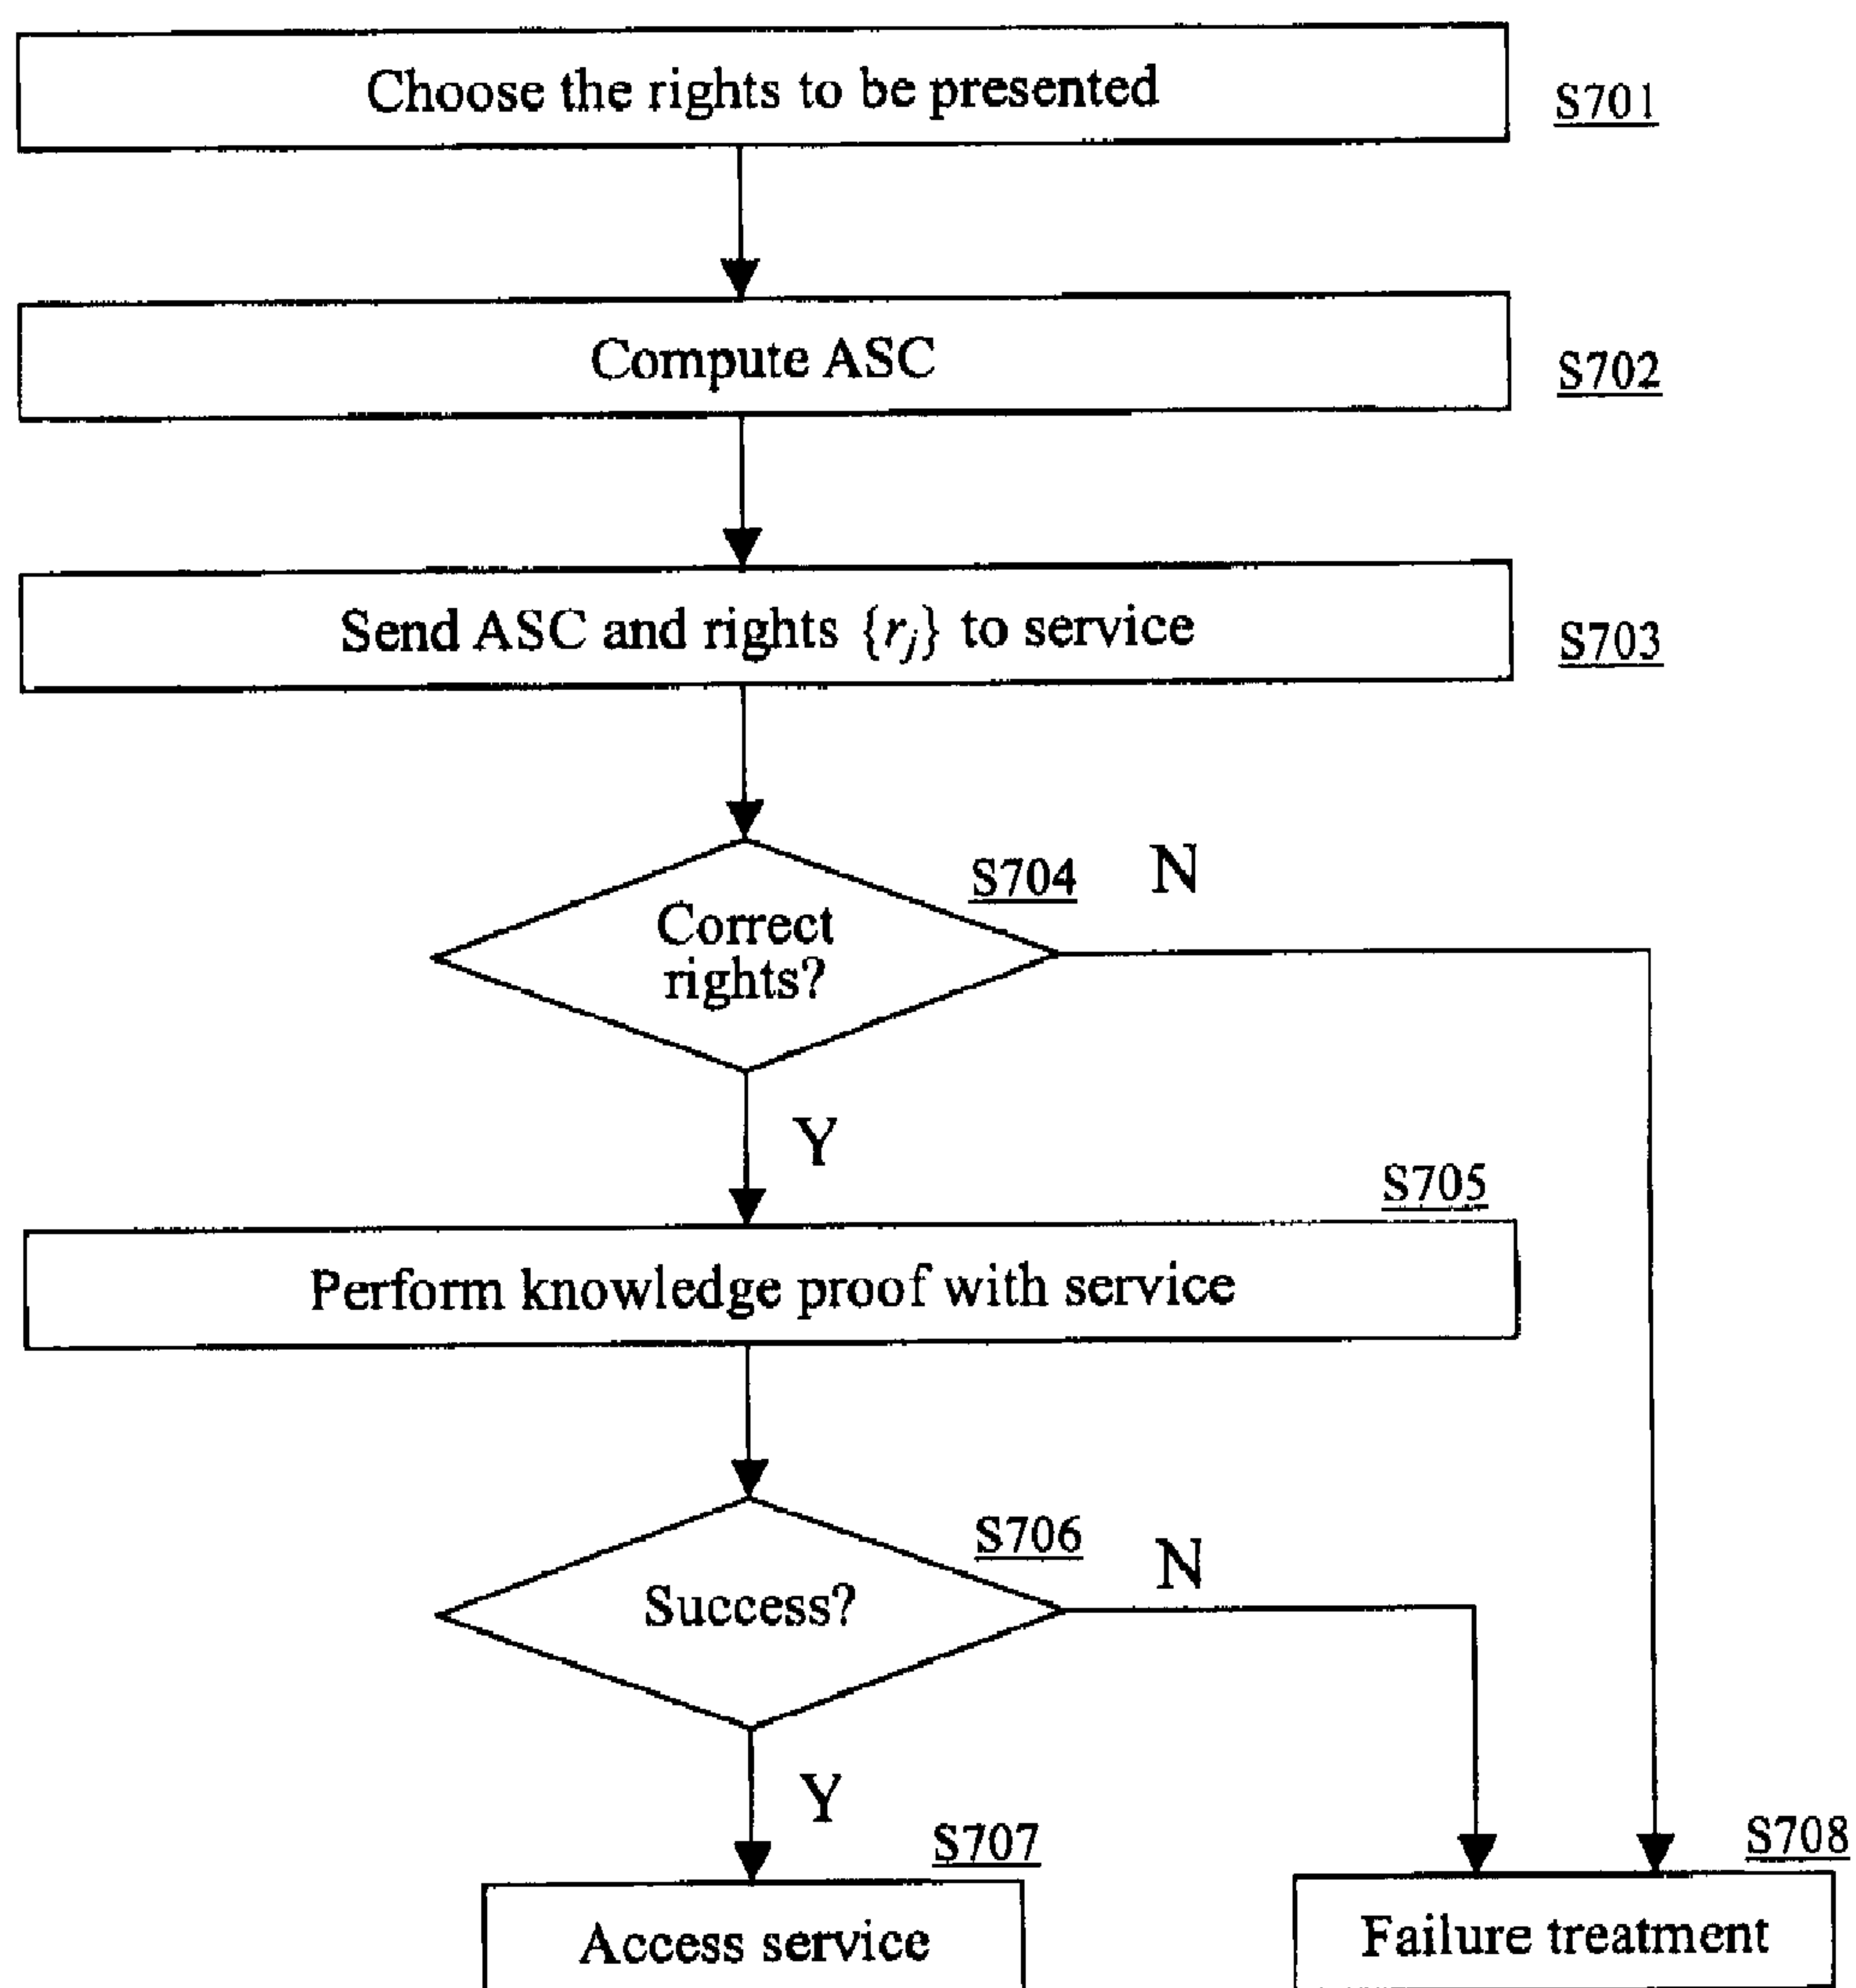 Choose the rights to be presented
S701
Compute ASC
S702
Send ASC and rights {r_j} to service
S703
S704
N
Correct
rights?
Y
S705
Perform knowledge proof with service
S706
N
Success?
Y
S707
S708
Access service
Failure treatment